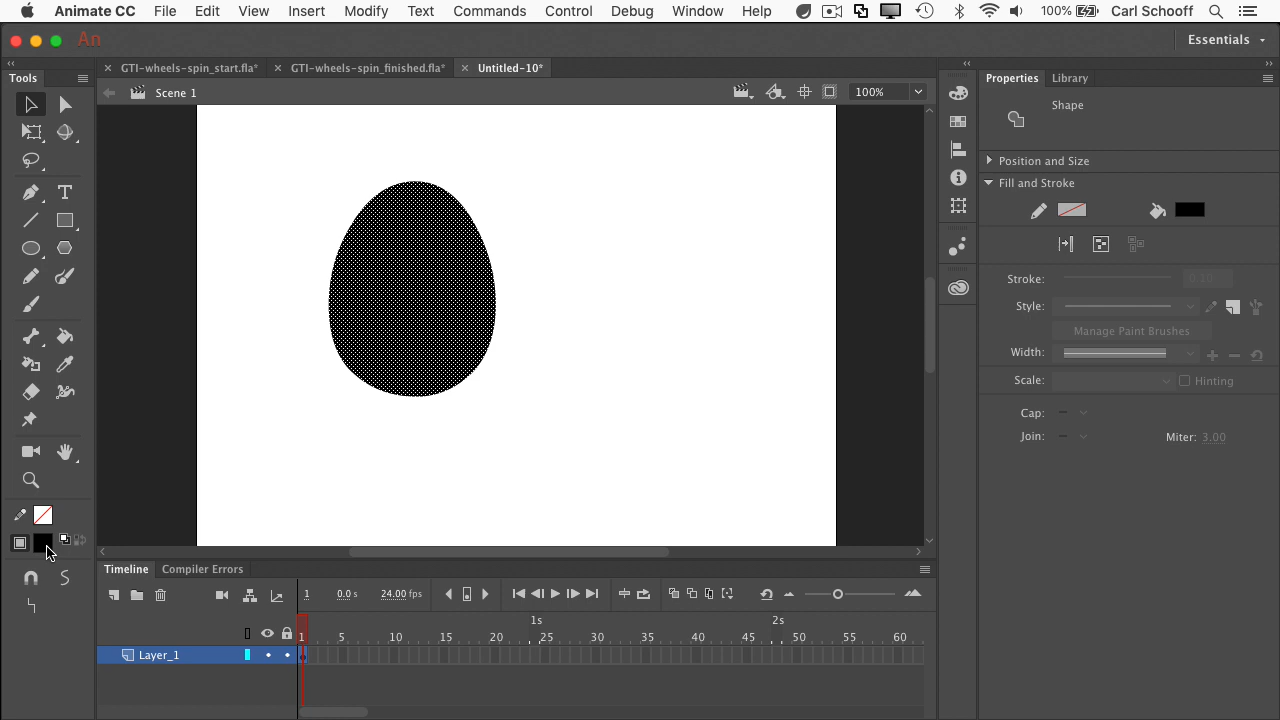 Animate CC File Edit View Insert Modify Text Commands Control Debug Window Help 100% Carl Schooff
An Essentials
GTI-wheels-spin_start.fla* GTI-wheels-spin_finished.fla* Untitled-10*
Tools Properties Library
Scene 1 100%
Shape
Position and Size
Fill and Stroke
Stroke: 0.10
Style:
Manage Paint Brushes
Width:
Scale: Hinting
Cap:
Join: Miter: 3.00
Timeline Compiler Errors
1 0.0 s 24.00 fps
1s 2s
1 5 10 15 20 25 30 35 40 45 50 55 60
Layer_1